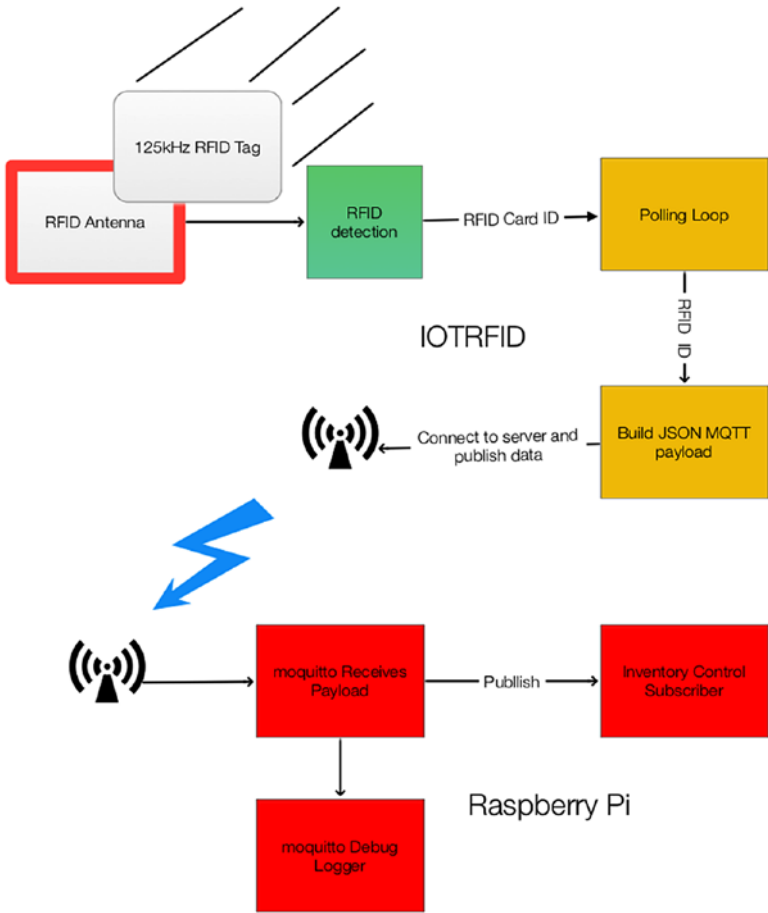 125kHz RFID Tag
RFID Antenna
RFID
detection
RFID Card ID
Polling Loop
RFID ID
IOTRFID
Connect to server and
publish data
Build JSON MQTT
payload
moquitto Receives
Payload
Publlish
Inventory Control
Subscriber
Raspberry Pi
moquitto Debug
Logger